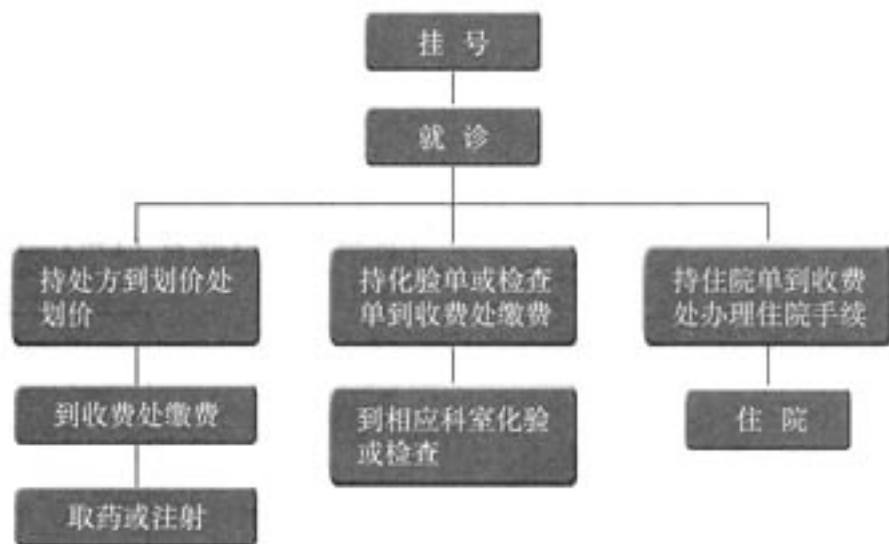 挂 号
就 诊
持处方到划价处
划价
持化验单或检查
单到收费处缴费
持住院单到收费
处办理住院手续
到收费处缴费
到相应科室化验
或检查
住 院
取药或注射